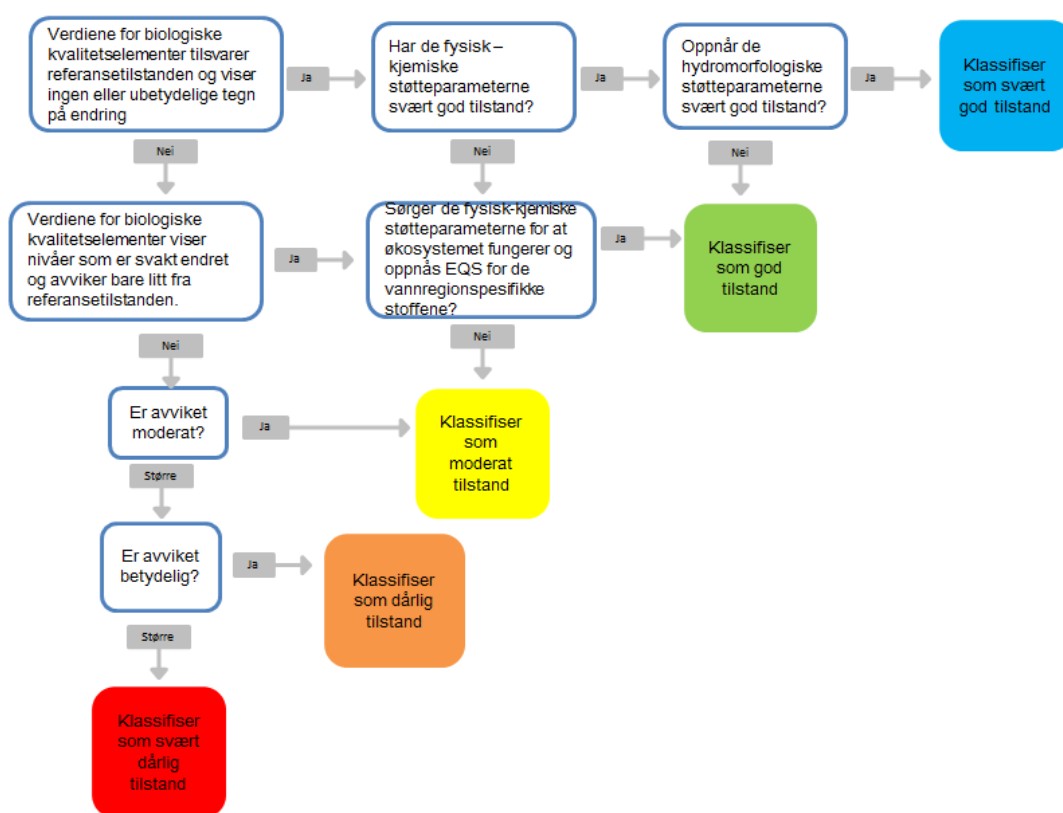 Verdiene for biologiske
kvalitetselementer tilsvarer
referansetilstanden og viser
ingen eller ubetydelige tegn
på endring
Ja
Har de fysisk –
kjemiske
støtteparameterne
svært god tilstand?
Ja
Oppnår de
hydromorfologiske
støtteparameterne
svært god tilstand?
Ja
Klassifiser
som svært
god tilstand
Nei
Nei
Nei
Verdiene for biologiske
kvalitetselementer viser
nivåer som er svakt endret
og avviker bare litt fra
referansetilstanden.
Ja
Sørger de fysisk-kjemiske
støtteparameterne for at
økosystemet fungerer og
oppnås EQS for de
vannregionspesifikke
stoffene?
Ja
Klassifiser
som god
tilstand
Nei
Nei
Er avviket
moderat?
Ja
Klassifiser
som
moderat
tilstand
Større
Er avviket
betydelig?
Ja
Klassifiser
som dårlig
tilstand
Større
Klassifiser
som svært
dårlig
tilstand